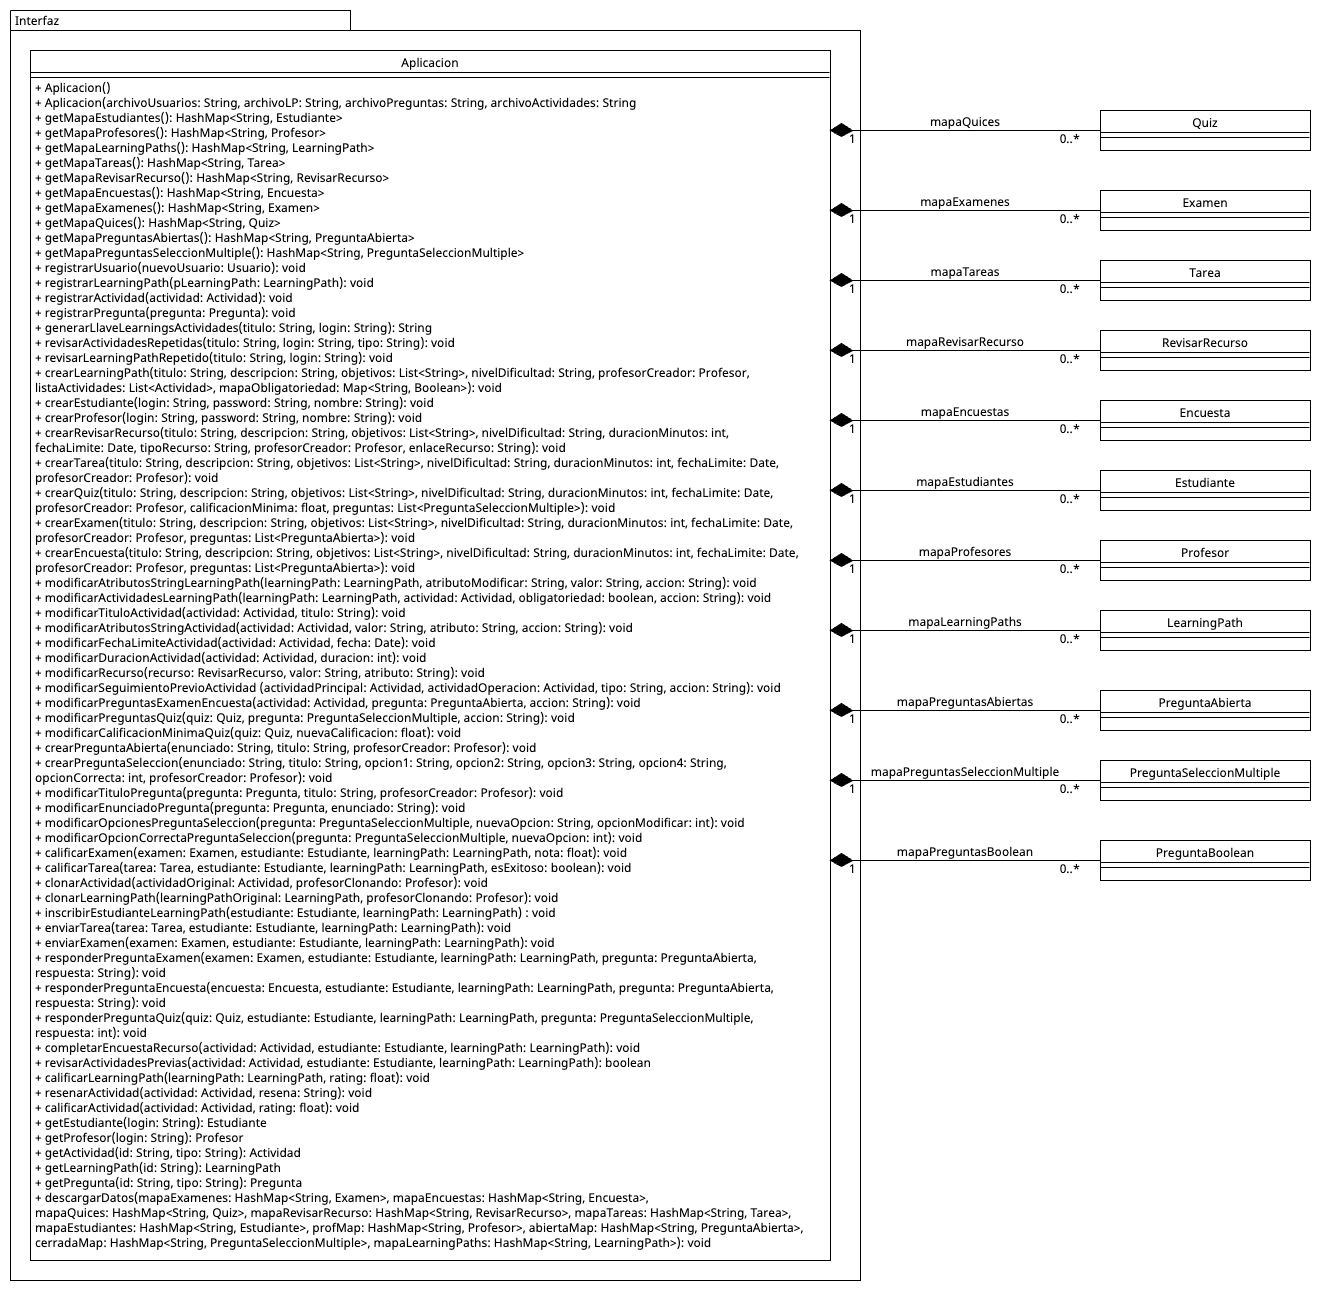 Interfaz
Aplicacion
+ Aplicacion()
+ Aplicacion(archivoUsuarios: String, archivoLP: String, archivoPreguntas: String, archivoActividades: String
+ getMapaEstudiantes(): HashMap<String, Estudiante>
+ getMapaProfesores(): HashMap<String, Profesor>
+ getMapaLearningPaths(): HashMap<String, LearningPath>
+ getMapaTareas(): HashMap<String, Tarea>
+ getMapaRevisarRecurso(): HashMap<String, RevisarRecurso>
+ getMapaEncuestas(): HashMap<String, Encuesta>
+ getMapaExamenes(): HashMap<String, Examen>
+ getMapaQuices(): HashMap<String, Quiz>
+ getMapaPreguntasAbiertas(): HashMap<String, PreguntaAbierta>
+ getMapaPreguntasSeleccionMultiple(): HashMap<String, PreguntaSeleccionMultiple>
+ registrarUsuario(nuevoUsuario: Usuario): void
+ registrarLearningPath(pLearningPath: LearningPath): void
+ registrarActividad(actividad: Actividad): void
+ registrarPregunta(pregunta: Pregunta): void
+ generarLlaveLearningsActividades(titulo: String, login: String): String
+ revisarActividadesRepetidas(titulo: String, login: String, tipo: String): void
+ revisarLearningPathRepetido(titulo: String, login: String): void
+ crearLearningPath(titulo: String, descripcion: String, objetivos: List<String>, nivelDificultad: String, profesorCreador: Profesor,
listaActividades: List<Actividad>, mapaObligatoriedad: Map<String, Boolean>): void
+ crearEstudiante(login: String, password: String, nombre: String): void
+ crearProfesor(login: String, password: String, nombre: String): void
+ crearRevisarRecurso(titulo: String, descripcion: String, objetivos: List<String>, nivelDificultad: String, duracionMinutos: int,
fechaLimite: Date, tipoRecurso: String, profesorCreador: Profesor, enlaceRecurso: String): void
+ crearTarea(titulo: String, descripcion: String, objetivos: List<String>, nivelDificultad: String, duracionMinutos: int, fechaLimite: Date,
profesorCreador: Profesor): void
+ crearQuiz(titulo: String, descripcion: String, objetivos: List<String>, nivelDificultad: String, duracionMinutos: int, fechaLimite: Date,
profesorCreador: Profesor, calificacionMinima: float, preguntas: List<PreguntaSeleccionMultiple>): void
+ crearExamen(titulo: String, descripcion: String, objetivos: List<String>, nivelDificultad: String, duracionMinutos: int, fechaLimite: Date,
profesorCreador: Profesor, preguntas: List<PreguntaAbierta>): void
+ crearEncuesta(titulo: String, descripcion: String, objetivos: List<String>, nivelDificultad: String, duracionMinutos: int, fechaLimite: Date,
profesorCreador: Profesor, preguntas: List<PreguntaAbierta>): void
+ modificarAtributosStringLearningPath(learningPath: LearningPath, atributoModificar: String, valor: String, accion: String): void
+ modificarActividadesLearningPath(learningPath: LearningPath, actividad: Actividad, obligatoriedad: boolean, accion: String): void
+ modificarTituloActividad(actividad: Actividad, titulo: String): void
+ modificarAtributosStringActividad(actividad: Actividad, valor: String, atributo: String, accion: String): void
+ modificarFechaLimiteActividad(actividad: Actividad, fecha: Date): void
+ modificarDuracionActividad(actividad: Actividad, duracion: int): void
+ modificarRecurso(recurso: RevisarRecurso, valor: String, atributo: String): void
+ modificarSeguimientoPrevioActividad (actividadPrincipal: Actividad, actividadOperacion: Actividad, tipo: String, accion: String): void
+ modificarPreguntasExamenEncuesta(actividad: Actividad, pregunta: PreguntaAbierta, accion: String): void
+ modificarPreguntasQuiz(quiz: Quiz, pregunta: PreguntaSeleccionMultiple, accion: String): void
+ modificarCalificacionMinimaQuiz(quiz: Quiz, nuevaCalificacion: float): void
+ crearPreguntaAbierta(enunciado: String, titulo: String, profesorCreador: Profesor): void
+ crearPreguntaSeleccion(enunciado: String, titulo: String, opcion1: String, opcion2: String, opcion3: String, opcion4: String,
opcionCorrecta: int, profesorCreador: Profesor): void
+ modificarTituloPregunta(pregunta: Pregunta, titulo: String, profesorCreador: Profesor): void
+ modificarEnunciadoPregunta(pregunta: Pregunta, enunciado: String): void
+ modificarOpcionesPreguntaSeleccion(pregunta: PreguntaSeleccionMultiple, nuevaOpcion: String, opcionModificar: int): void
+ modificarOpcionCorrectaPreguntaSeleccion(pregunta: PreguntaSeleccionMultiple, nuevaOpcion: int): void
+ calificarExamen(examen: Examen, estudiante: Estudiante, learningPath: LearningPath, nota: float): void
+ calificarTarea(tarea: Tarea, estudiante: Estudiante, learningPath: LearningPath, esExitoso: boolean): void
+ clonarActividad(actividadOriginal: Actividad, profesorClonando: Profesor): void
+ clonarLearningPath(learningPathOriginal: LearningPath, profesorClonando: Profesor): void
+ inscribirEstudianteLearningPath(estudiante: Estudiante, learningPath: LearningPath) : void
+ enviarTarea(tarea: Tarea, estudiante: Estudiante, learningPath: LearningPath): void
+ enviarExamen(examen: Examen, estudiante: Estudiante, learningPath: LearningPath): void
+ responderPreguntaExamen(examen: Examen, estudiante: Estudiante, learningPath: LearningPath, pregunta: PreguntaAbierta,
respuesta: String): void
+ responderPreguntaEncuesta(encuesta: Encuesta, estudiante: Estudiante, learningPath: LearningPath, pregunta: PreguntaAbierta,
respuesta: String): void
+ responderPreguntaQuiz(quiz: Quiz, estudiante: Estudiante, learningPath: LearningPath, pregunta: PreguntaSeleccionMultiple,
respuesta: int): void
+ completarEncuestaRecurso(actividad: Actividad, estudiante: Estudiante, learningPath: LearningPath): void
+ revisarActividadesPrevias(actividad: Actividad, estudiante: Estudiante, learningPath: LearningPath): boolean
+ calificarLearningPath(learningPath: LearningPath, rating: float): void
+ resenarActividad(actividad: Actividad, resena: String): void
+ calificarActividad(actividad: Actividad, rating: float): void
+ getEstudiante(login: String): Estudiante
+ getProfesor(login: String): Profesor
+ getActividad(id: String, tipo: String): Actividad
+ getLearningPath(id: String): LearningPath
+ getPregunta(id: String, tipo: String): Pregunta
+ descargarDatos(mapaExamenes: HashMap<String, Examen>, mapaEncuestas: HashMap<String, Encuesta>,
mapaQuices: HashMap<String, Quiz>, mapaRevisarRecurso: HashMap<String, RevisarRecurso>, mapaTareas: HashMap<String, Tarea>,
mapaEstudiantes: HashMap<String, Estudiante>, profMap: HashMap<String, Profesor>, abiertaMap: HashMap<String, PreguntaAbierta>,
cerradaMap: HashMap<String, PreguntaSeleccionMultiple>, mapaLearningPaths: HashMap<String, LearningPath>): void
mapaQuices
1 0..*
Quiz
mapaExamenes
1 0..*
Examen
mapaTareas
1 0..*
Tarea
mapaRevisarRecurso
1 0..*
RevisarRecurso
mapaEncuestas
1 0..*
Encuesta
mapaEstudiantes
1 0..*
Estudiante
mapaProfesores
1 0..*
Profesor
mapaLearningPaths
1 0..*
LearningPath
mapaPreguntasAbiertas
1 0..*
PreguntaAbierta
mapaPreguntasSeleccionMultiple
1 0..*
PreguntaSeleccionMultiple
mapaPreguntasBoolean
1 0..*
PreguntaBoolean